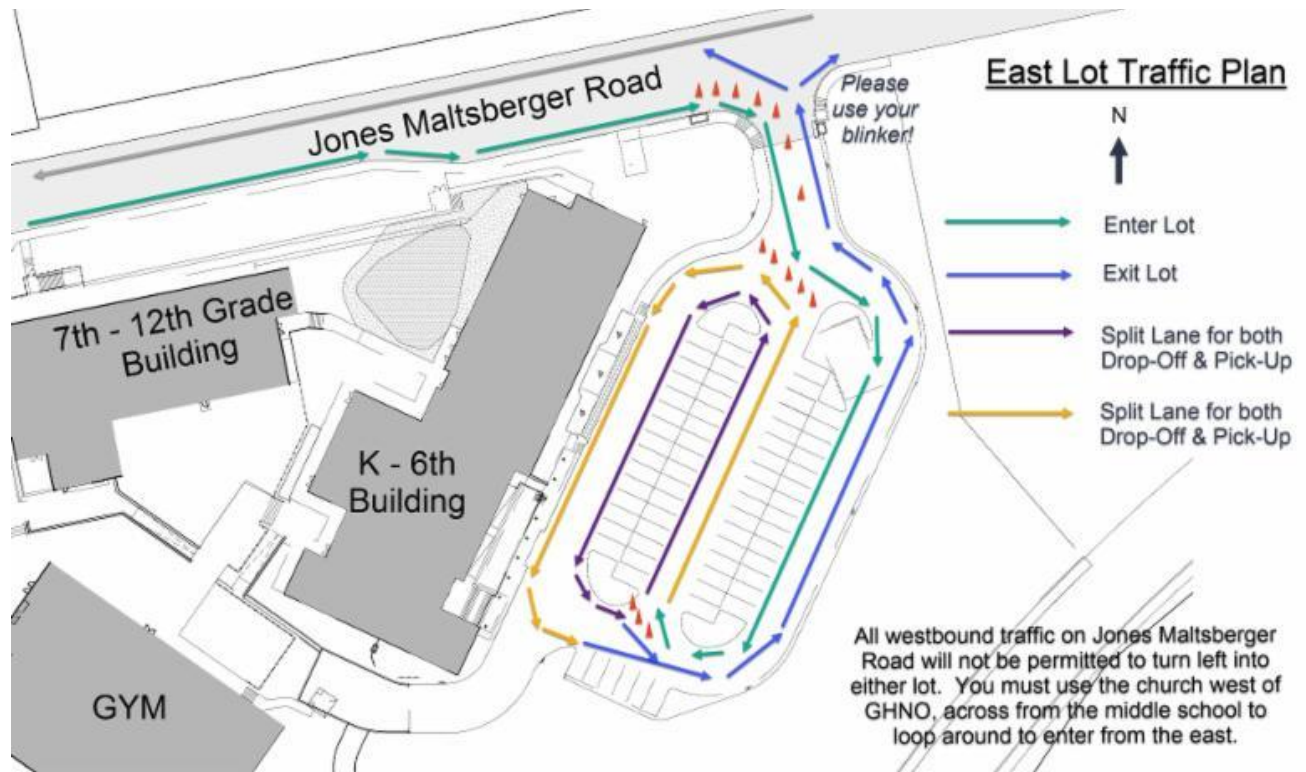 East Lot Traffic Plan
N
Enter Lot
Exit Lot
Split Lane for both
Drop-Off & Pick-Up
Split Lane for both
Drop-Off & Pick-Up
Jones Maltsberger Road
Please
use your
blinker!
7th - 12th Grade
Building
K - 6th
Building
GYM
All westbound traffic on Jones Maltsberger
Road will not be permitted to turn left into
either lot. You must use the church west of
GHNO, across from the middle school to
loop around to enter from the east.